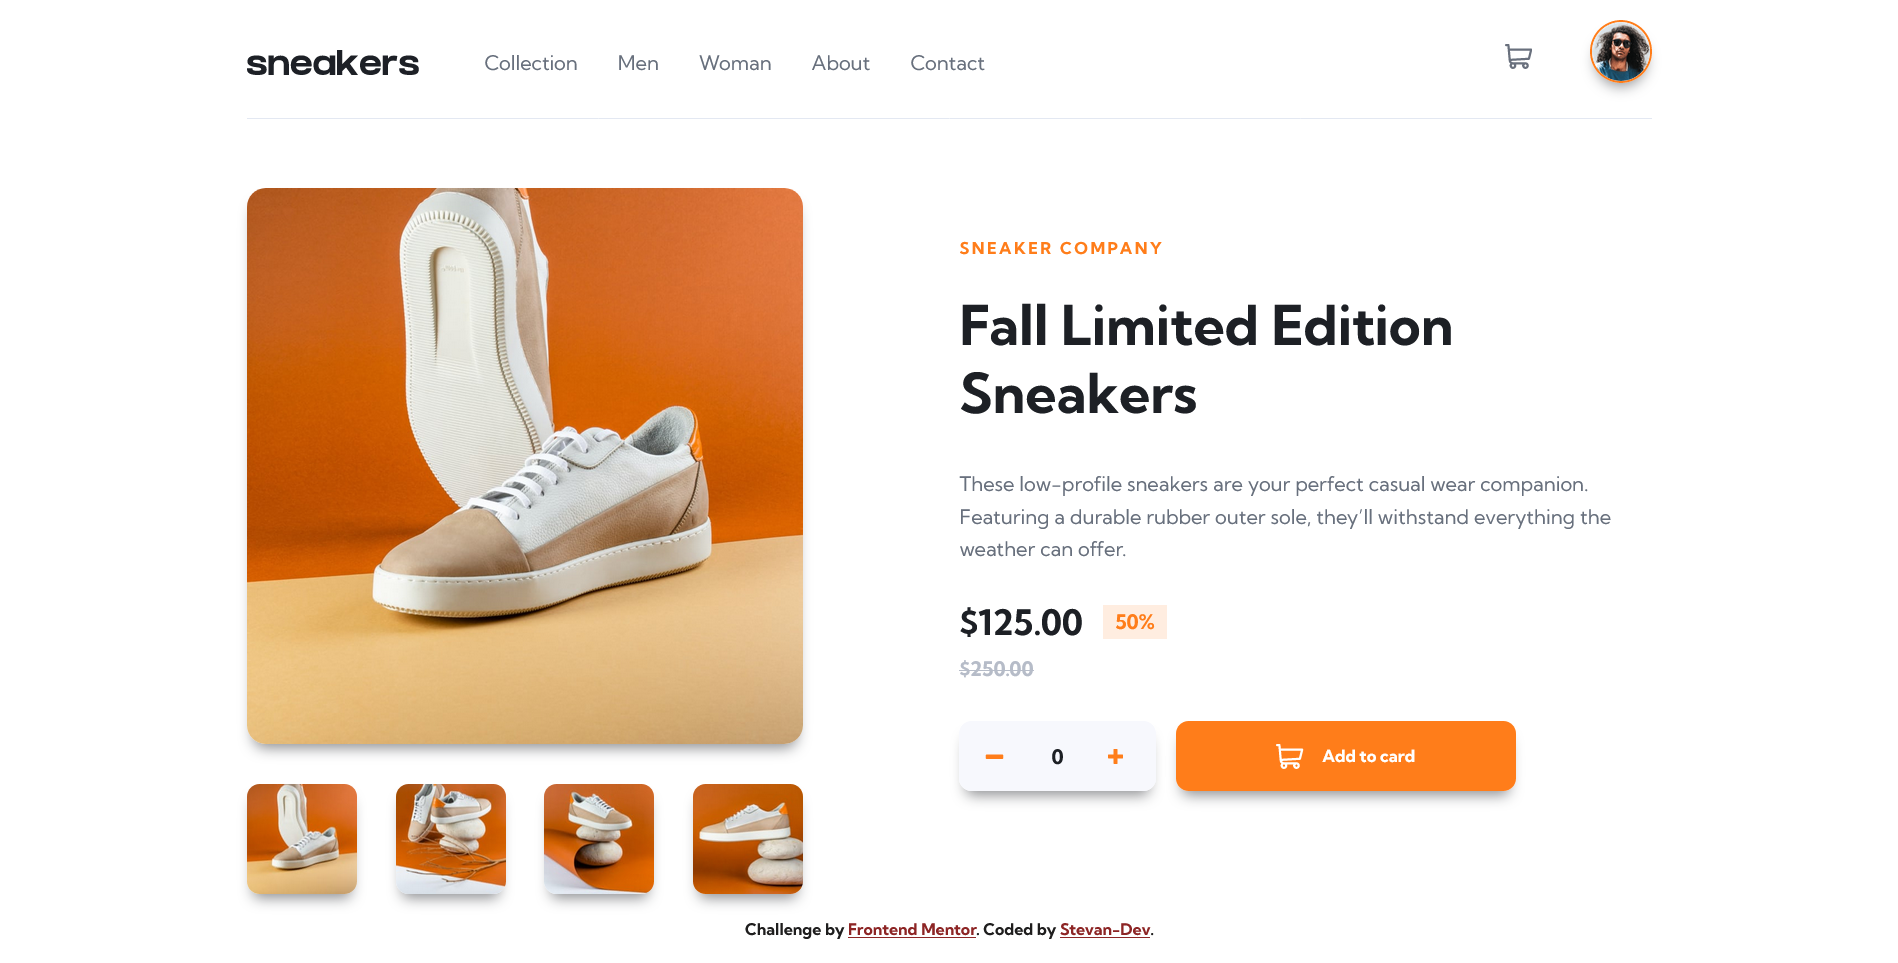 sneakers
Collection
Men
Woman
About
Contact
SNEAKER COMPANY
Fall Limited Edition
Sneakers
These low-profile sneakers are your perfect casual wear companion.
Featuring a durable rubber outer sole, they’ll withstand everything the
weather can offer.
$125.00
50%
$250.00
0
Add to card
Challenge by Frontend Mentor. Coded by Stevan-Dev.